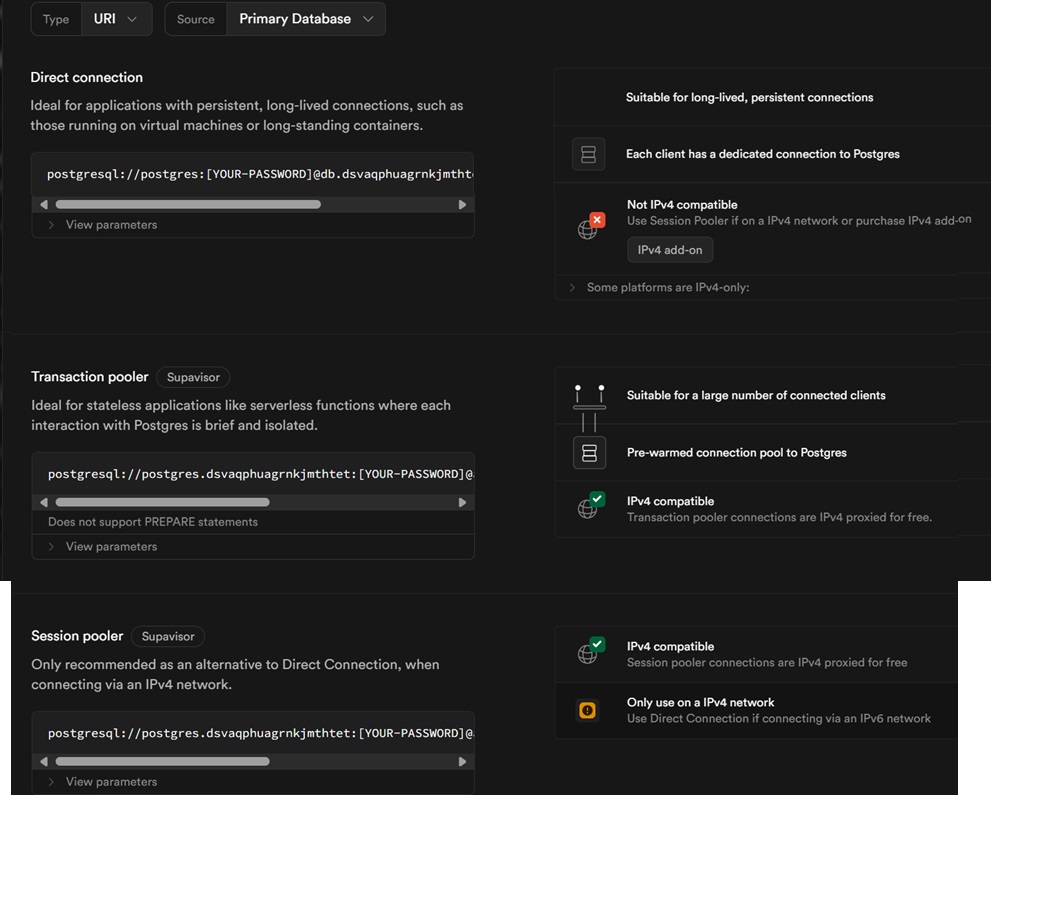 Type URI Source Primary Database
Direct connection
Ideal for applications with persistent, long-lived connections, such as
those running on virtual machines or long-standing containers.
postgresql://postgres:[YOUR-PASSWORD]@db.dsvaqphuagrnkjmtht
View parameters
Suitable for long-lived, persistent connections
Each client has a dedicated connection to Postgres
Not IPv4 compatible
Use Session Pooler if on a IPv4 network or purchase IPv4 add-on
IPv4 add-on
Some platforms are IPv4-only:
Transaction pooler Supavisor
Ideal for stateless applications like serverless functions where each
interaction with Postgres is brief and isolated.
postgresql://postgres.dsvaqphuagrnkjmthtet:[YOUR-PASSWORD]@
Does not support PREPARE statements
View parameters
Suitable for a large number of connected clients
Pre-warmed connection pool to Postgres
IPv4 compatible
Transaction pooler connections are IPv4 proxied for free.
Session pooler Supavisor
Only recommended as an alternative to Direct Connection, when
connecting via an IPv4 network.
postgresql://postgres.dsvaqphuagrnkjmthtet:[YOUR-PASSWORD]@
View parameters
IPv4 compatible
Session pooler connections are IPv4 proxied for free
Only use on a IPv4 network
Use Direct Connection if connecting via an IPv6 network